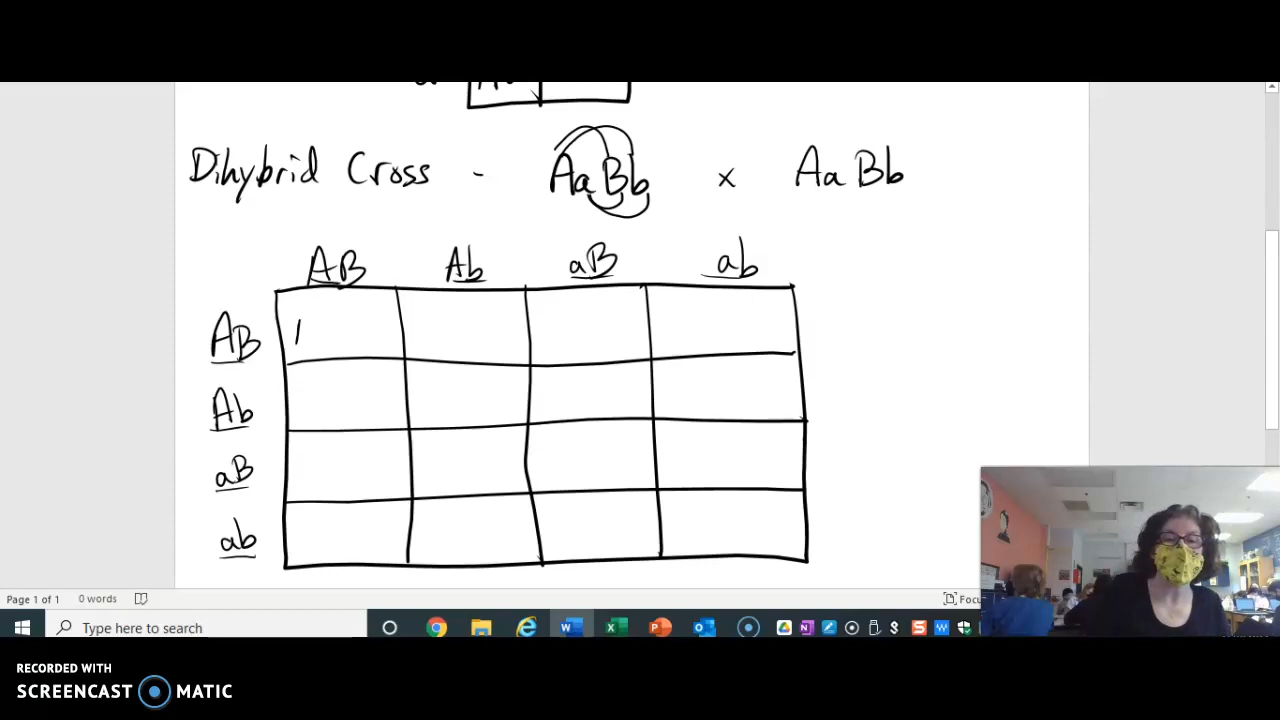 Dihybrid Cross - AaBb x AaBb
AB Ab aB ab
AB
Ab
aB
ab
Page 1 of 1 0 words
Type here to search
RECORDED WITH
SCREENCAST MATIC